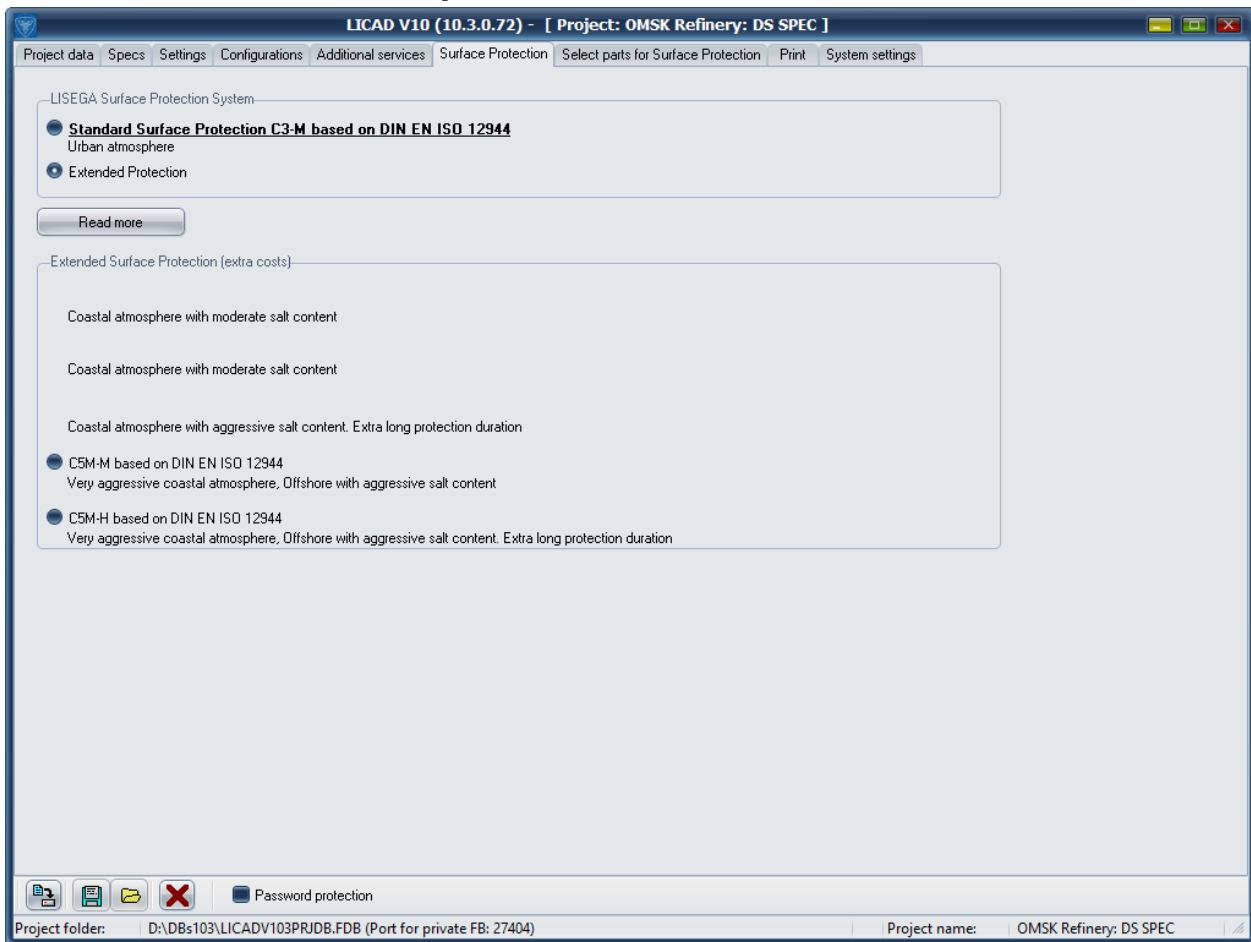 LICAD V10 (10.3.0.72) - [ Project: OMSK Refinery: DS SPEC ]
Project data Specs Settings Configurations Additional services Surface Protection Select parts for Surface Protection Print System settings
LISEGA Surface Protection System
Standard Surface Protection C3-M based on DIN EN ISO 12944
Urban atmosphere
Extended Protection
Read more
Extended Surface Protection (extra costs)
Coastal atmosphere with moderate salt content
Coastal atmosphere with moderate salt content
Coastal atmosphere with aggressive salt content. Extra long protection duration
C5M-M based on DIN EN ISO 12944
Very aggressive coastal atmosphere, Offshore with aggressive salt content
C5M-H based on DIN EN ISO 12944
Very aggressive coastal atmosphere, Offshore with aggressive salt content. Extra long protection duration
Password protection
Project folder: D:\DBs103\LICADV103PRJDB.FDB (Port for private FB: 27404) Project name: OMSK Refinery: DS SPEC